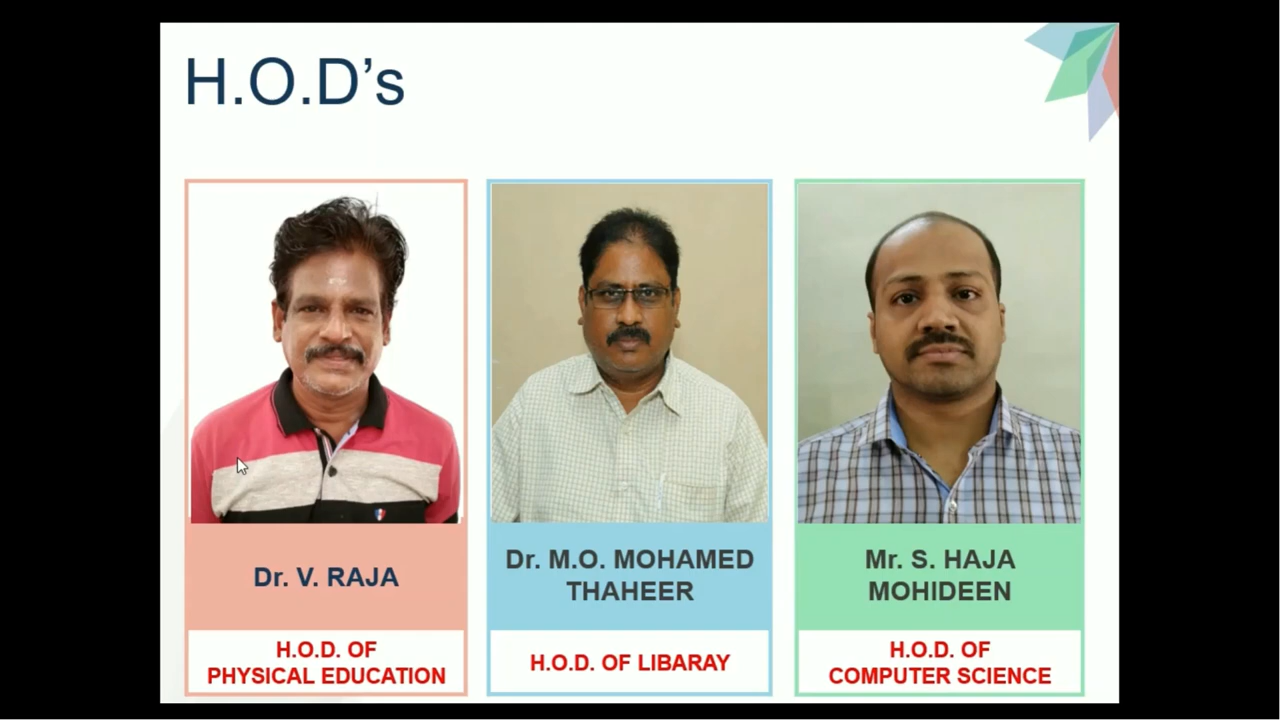 H.O.D’s
Dr. V. RAJA
H.O.D. OF
PHYSICAL EDUCATION
Dr. M.O. MOHAMED
THAHEER
H.O.D. OF LIBARAY
Mr. S. HAJA
MOHIDEEN
H.O.D. OF
COMPUTER SCIENCE